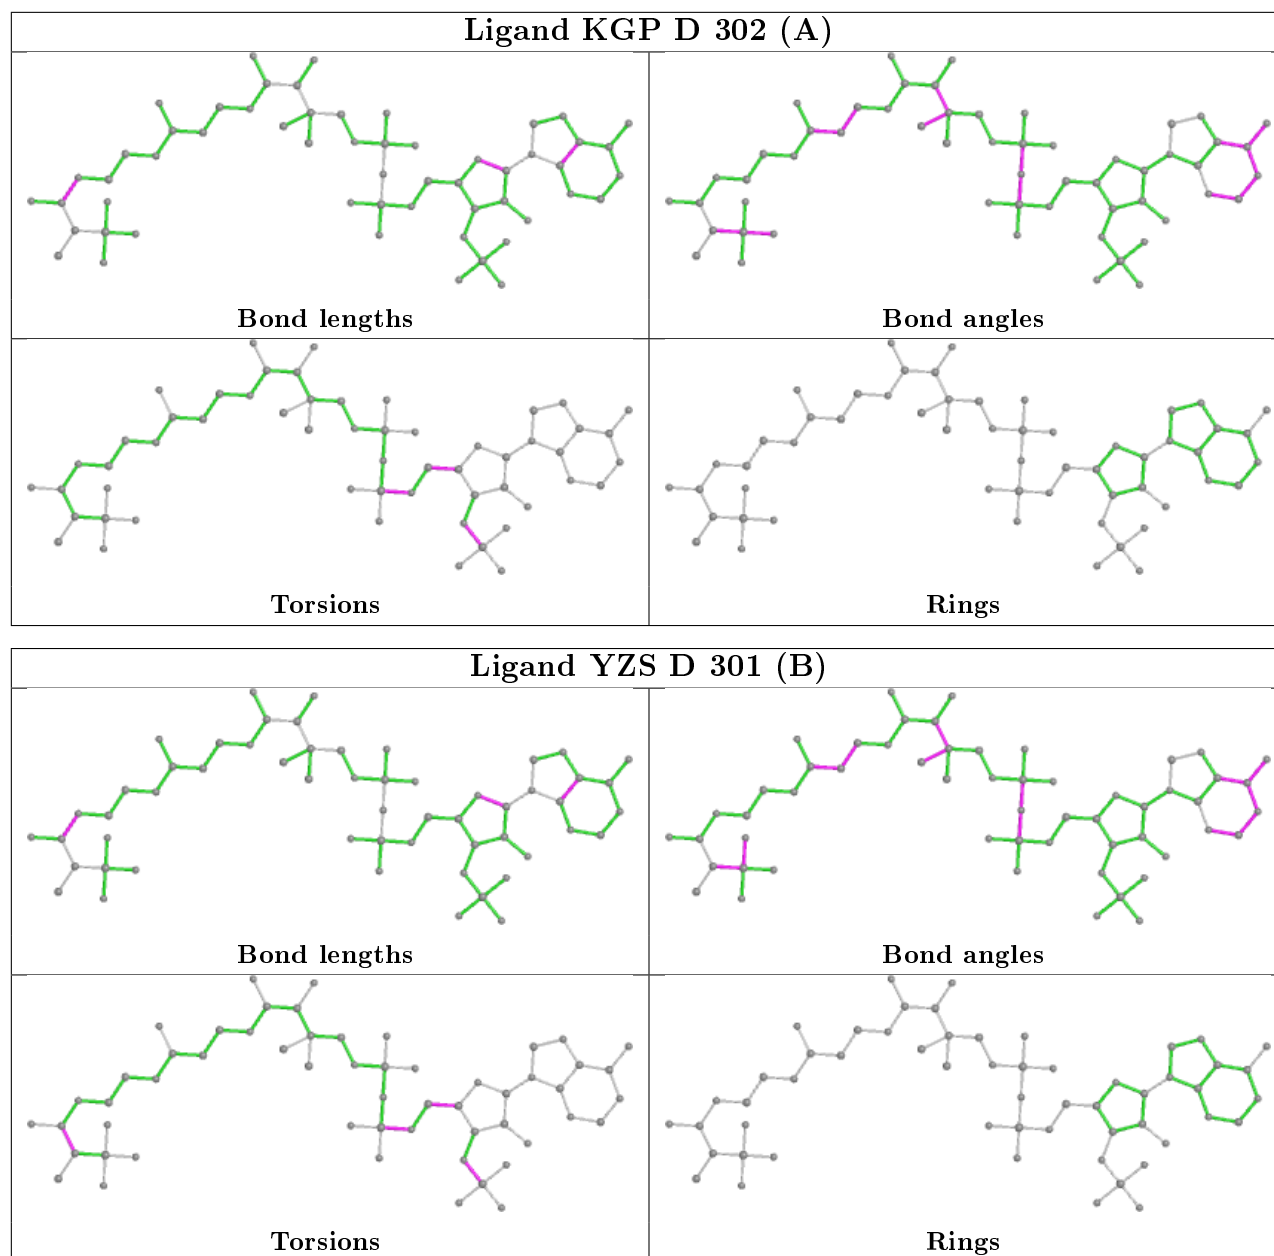 Ligand KGP D 302 (A)
Bond lengths
Bond angles
Torsions
Rings
Ligand YZS D 301 (B)
Bond lengths
Bond angles
Torsions
Rings